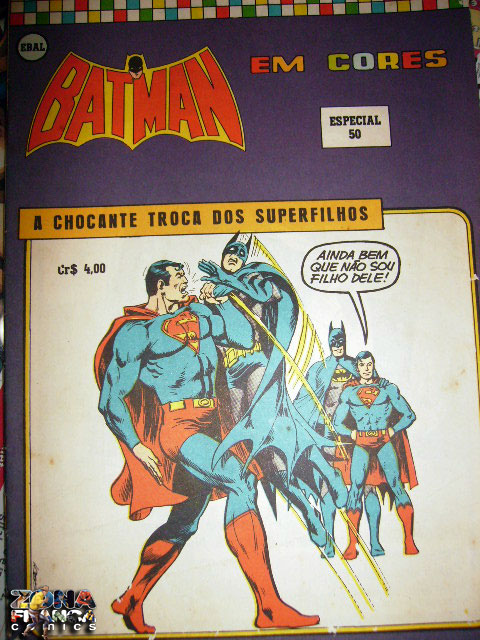 EBAL
BATMAN
EM CORES
ESPECIAL
50
A CHOCANTE TROCA DOS SUPERFILHOS
Cr$ 4,00
AINDA BEM
QUE NÃO SOU
FILHO DELE!
ZONA
FRANCA
COMICS